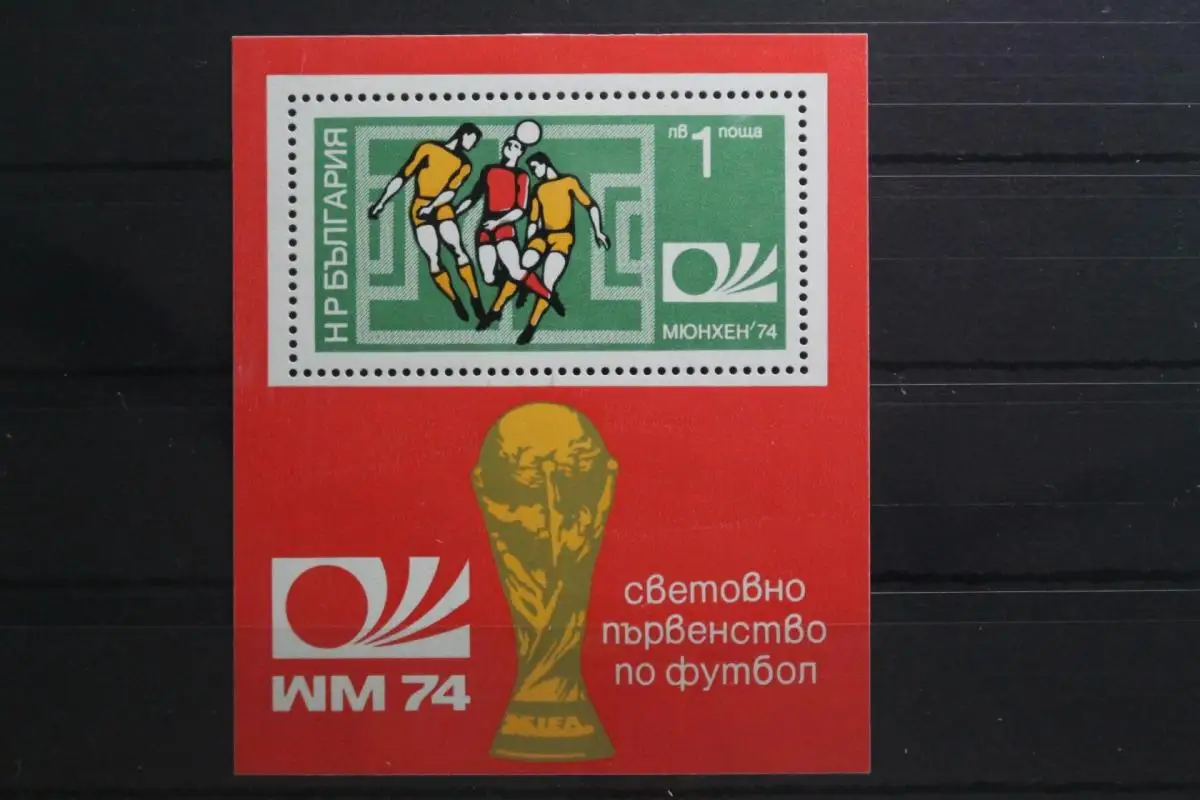 НР БЪЛГАРИЯ
лв 1 поща
МЮНХЕН'74
WM 74
световно
първенство
по футбол